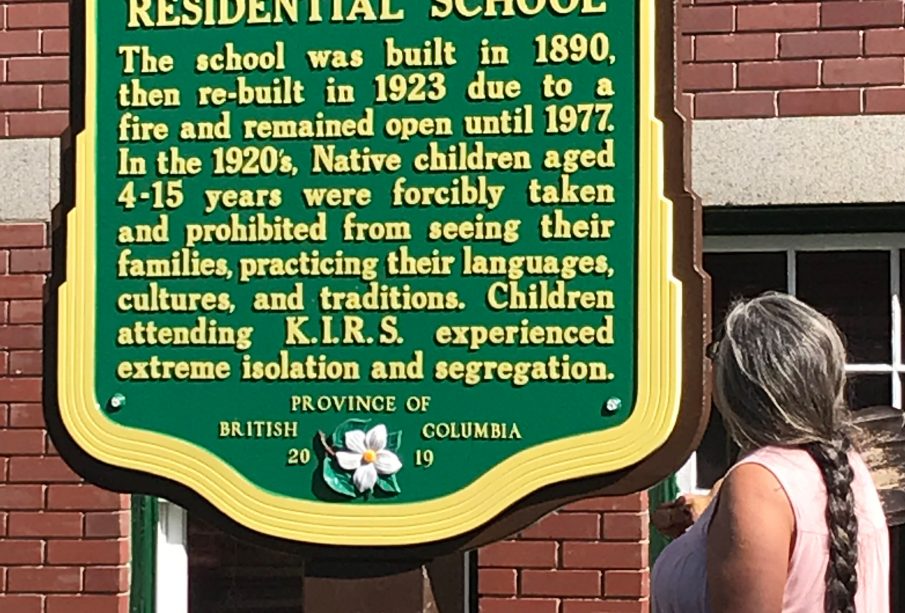 RESIDENTIAL SCHOOL
The school was built in 1890,
then re-built in 1923 due to a
fire and remained open until 1977.
In the 1920's, Native children aged
4-15 years were forcibly taken
and prohibited from seeing their
families, practicing their languages,
cultures, and traditions. Children
attending K.I.R.S. experienced
extreme isolation and segregation.
PROVINCE OF
BRITISH COLUMBIA
20 19